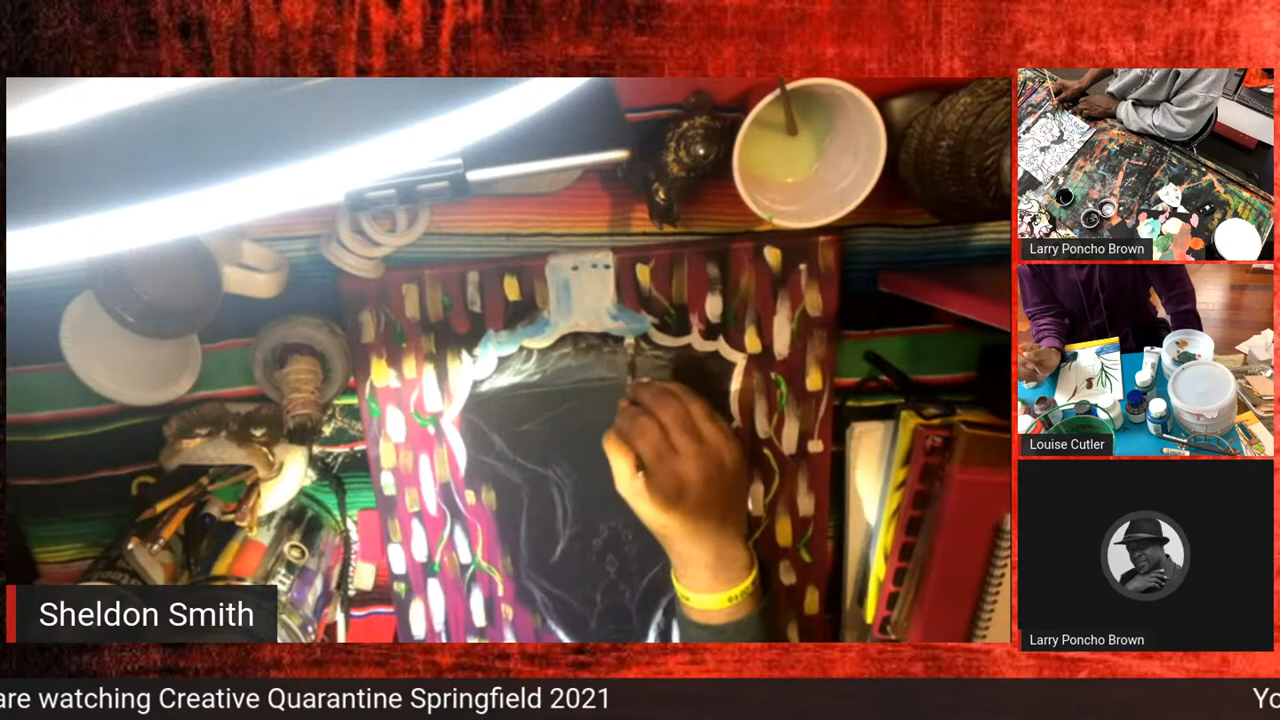 Larry Poncho Brown
Louise Cutler
Sheldon Smith
Larry Poncho Brown
are watching Creative Quarantine Springfield 2021
Yo